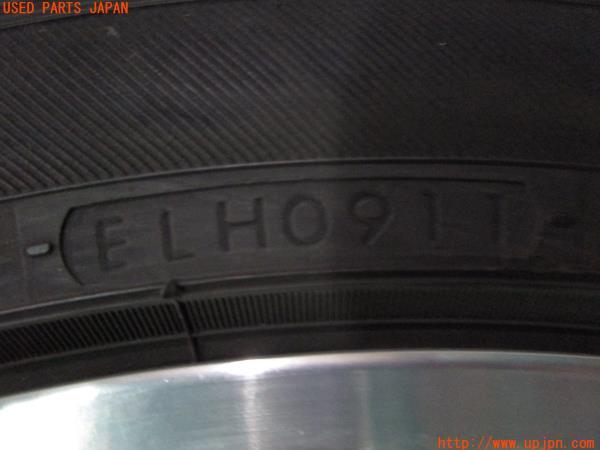 USED PARTS JAPAN
ELH0911
http://www.upjpn.com/